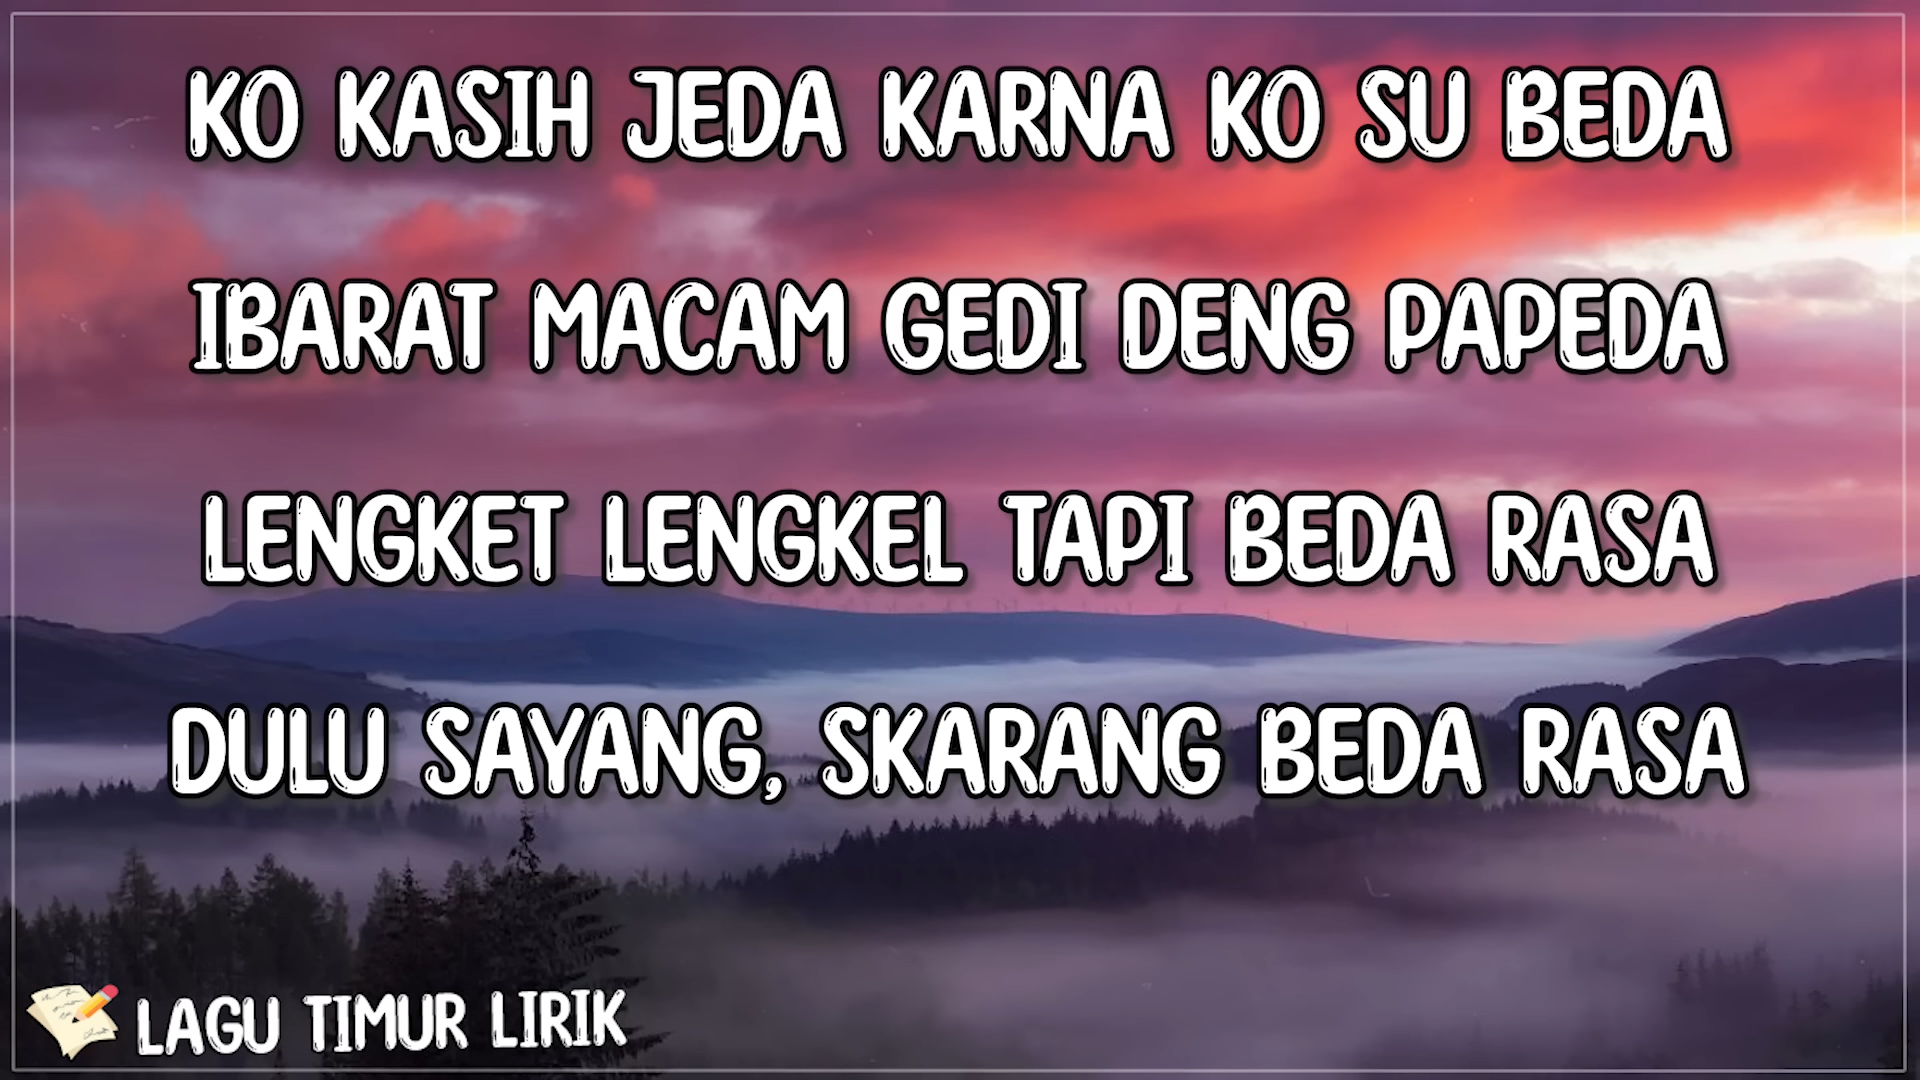 KO KASIH JEDA KARNA KO SU BEDA
IBARAT MACAM GEDI DENG PAPEDA
LENGKET LENGKEL TAPI BEDA RASA
DULU SAYANG, SKARANG BEDA RASA
LAGU TIMUR LIRIK